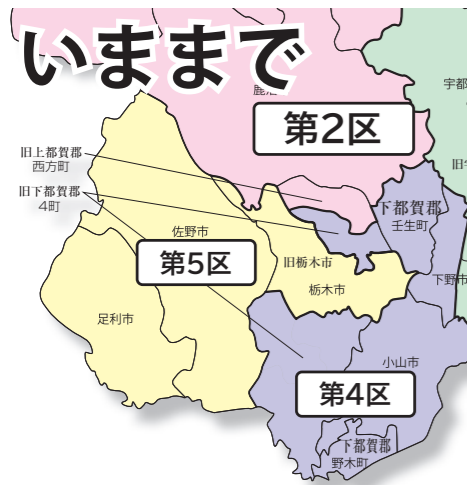 いままで
鹿沼
宇都
第2区
旧上都賀郡
西方町
旧下都賀郡
4町
下都賀郡
壬生町
佐野市
第5区
旧栃木市
栃木市
下野市
足利市
小山市
第4区
下都賀郡
野木町